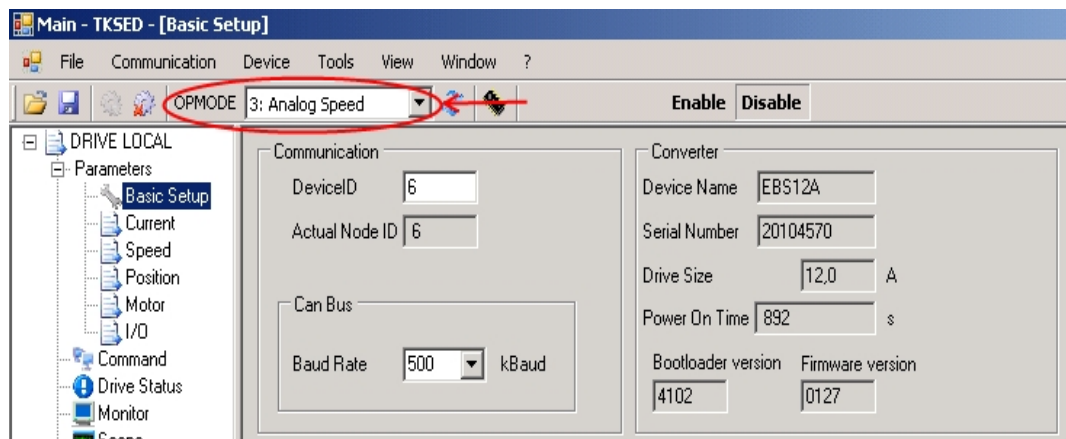 Main - TKSED - [Basic Setup]
File Communication Device Tools View Window ?
OPMODE 3: Analog Speed Enable Disable
DRIVE LOCAL
Parameters
Basic Setup
Current
Speed
Position
Motor
I/O
Command
Drive Status
Monitor
Scope
Communication
DeviceID 6
Actual Node ID 6
Can Bus
Baud Rate 500 kBaud
Converter
Device Name EBS12A
Serial Number 20104570
Drive Size 12,0 A
Power On Time 892 s
Bootloader version Firmware version
4102 0127